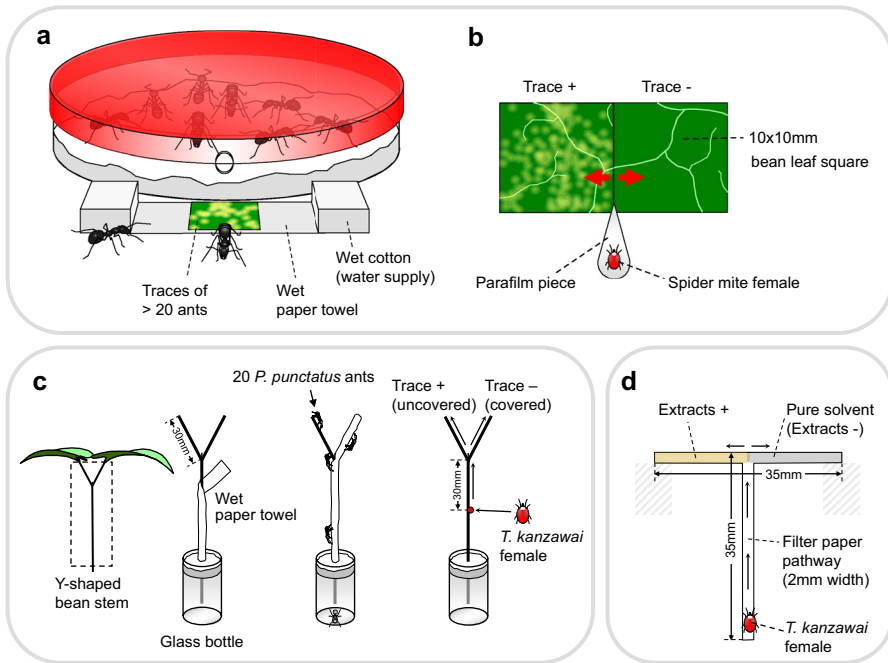 a
Traces of
> 20 ants
Wet
paper towel
Wet cotton
(water supply)
b
Trace +
Trace -
10x10mm
bean leaf square
Parafilm piece
Spider mite female
c
Y-shaped
bean stem
30mm
Wet
paper towel
Glass bottle
20 P. punctatus ants
Trace +
(uncovered)
Trace –
(covered)
30mm
T. kanzawai
female
d
Extracts +
Pure solvent
(Extracts -)
35mm
35mm
Filter paper
pathway
(2mm width)
T. kanzawai
female